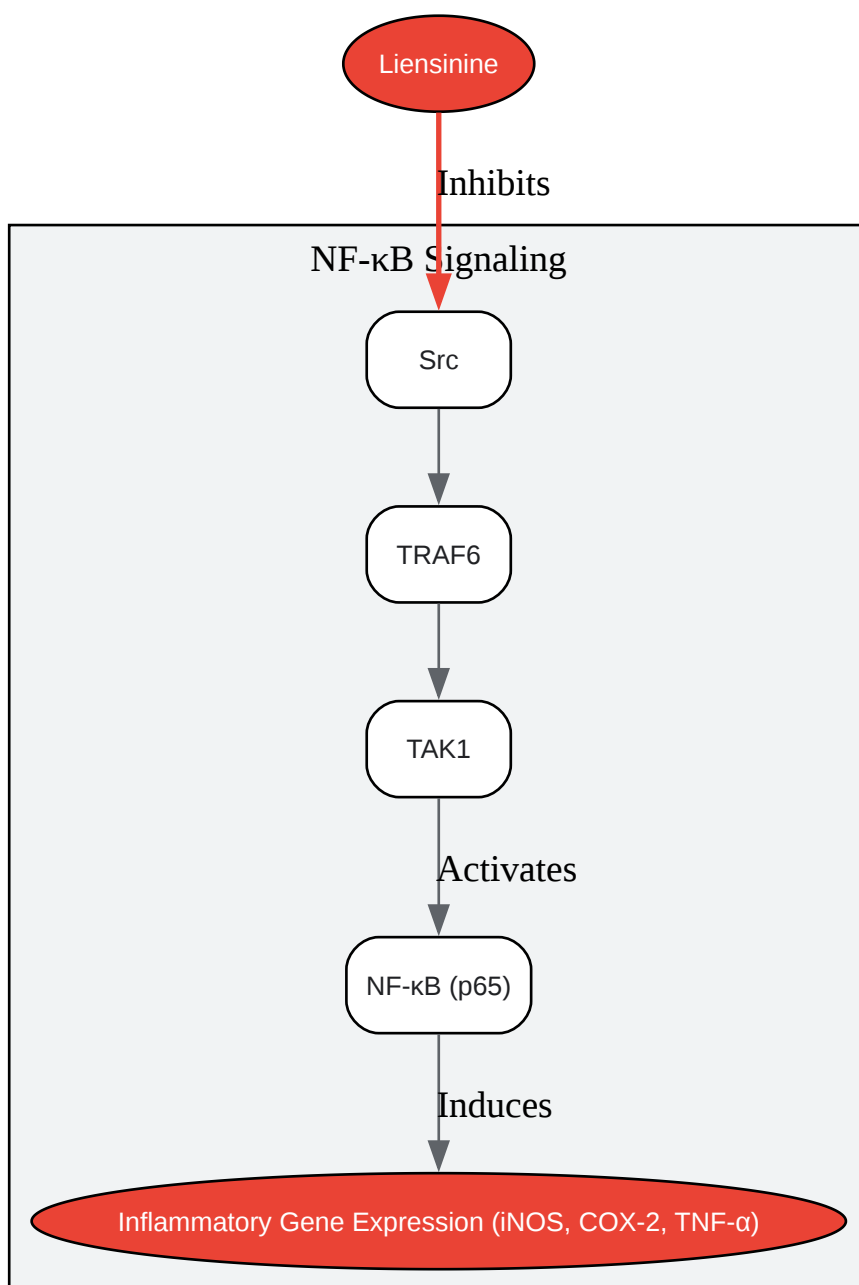 Liensinine
Inhibits
NF-κB Signaling
Src
TRAF6
TAK1
Activates
NF-κB (p65)
Induces
Inflammatory Gene Expression (iNOS, COX-2, TNF-α)